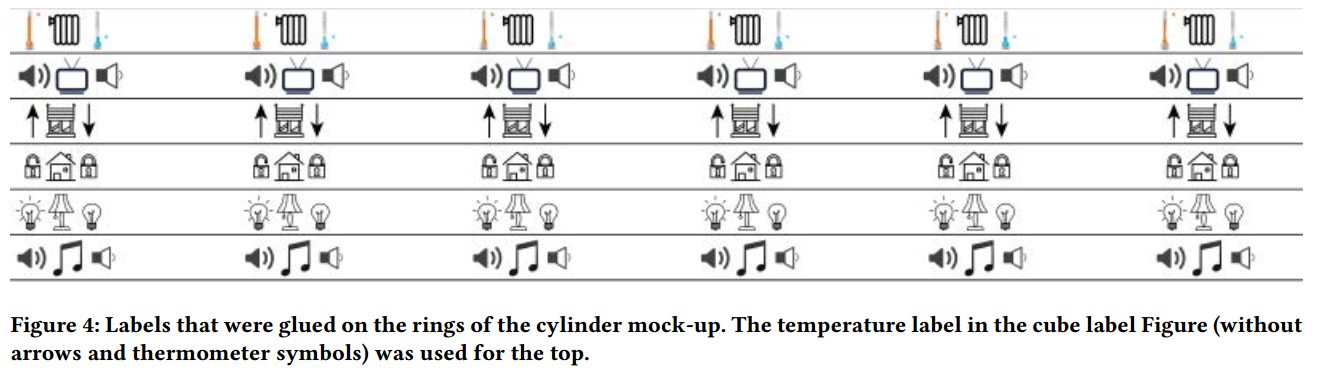 Figure 4: Labels that were glued on the rings of the cylinder mock-up. The temperature label in the cube label Figure (without
arrows and thermometer symbols) was used for the top.